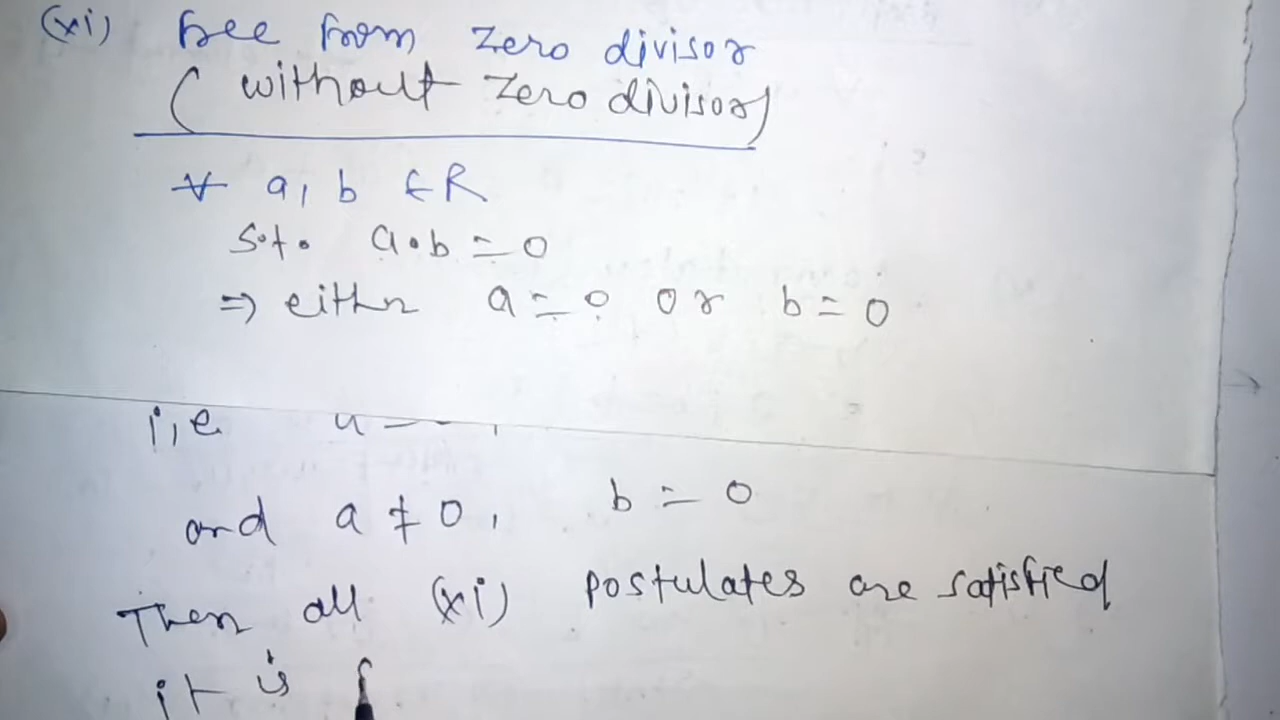 (xi) free from zero divisor
(without zero divisor)
∀ a, b ∈ R
s.t. a.b = 0
⇒ either a = 0 or b = 0
i,e
and a ≠ 0, b = 0
Then all (xi) postulates are satisfied
it is